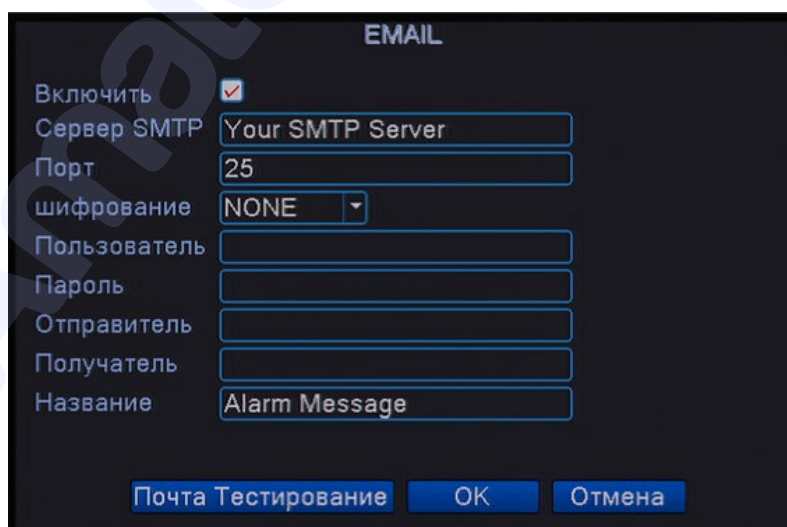 EMAIL
Включить
Сервер SMTP Your SMTP Server
Порт 25
шифрование NONE
Пользователь
Пароль
Отправитель
Получатель
Название Alarm Message
Почта Тестирование OK Отмена